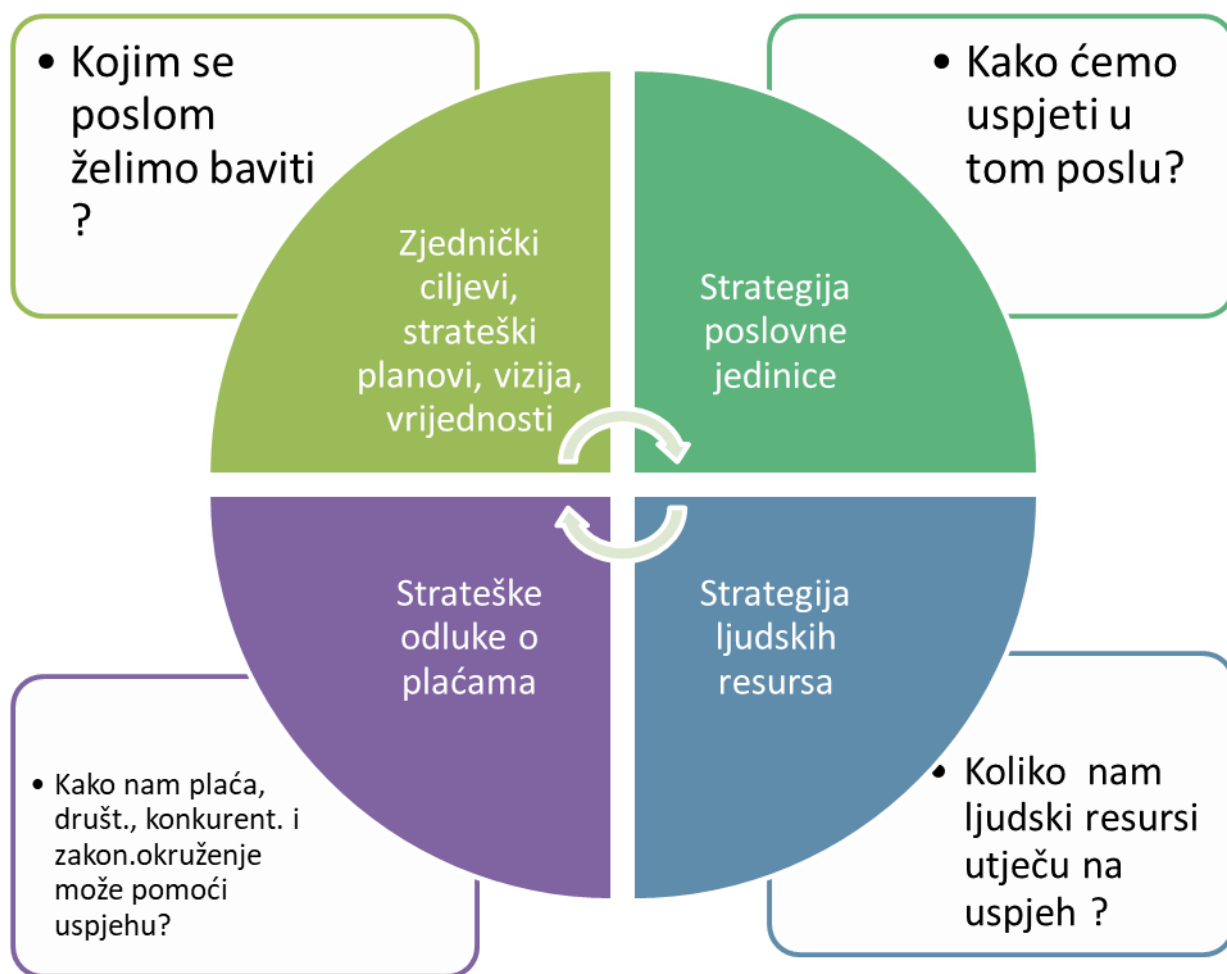 • Kojim se
poslom
želimo baviti
?
• Kako ćemo
uspjeti u
tom poslu?
Zjednički
ciljevi,
strateški
planovi, vizija,
vrijednosti
Strategija
poslovne
jedinice
Strateške
odluke o
plaćama
Strategija
ljudskih
resursa
• Kako nam plaća,
društ., konkurent. i
zakon.okruženje
može pomoći
uspjehu?
• Koliko nam
ljudski resursi
utječu na
uspjeh ?